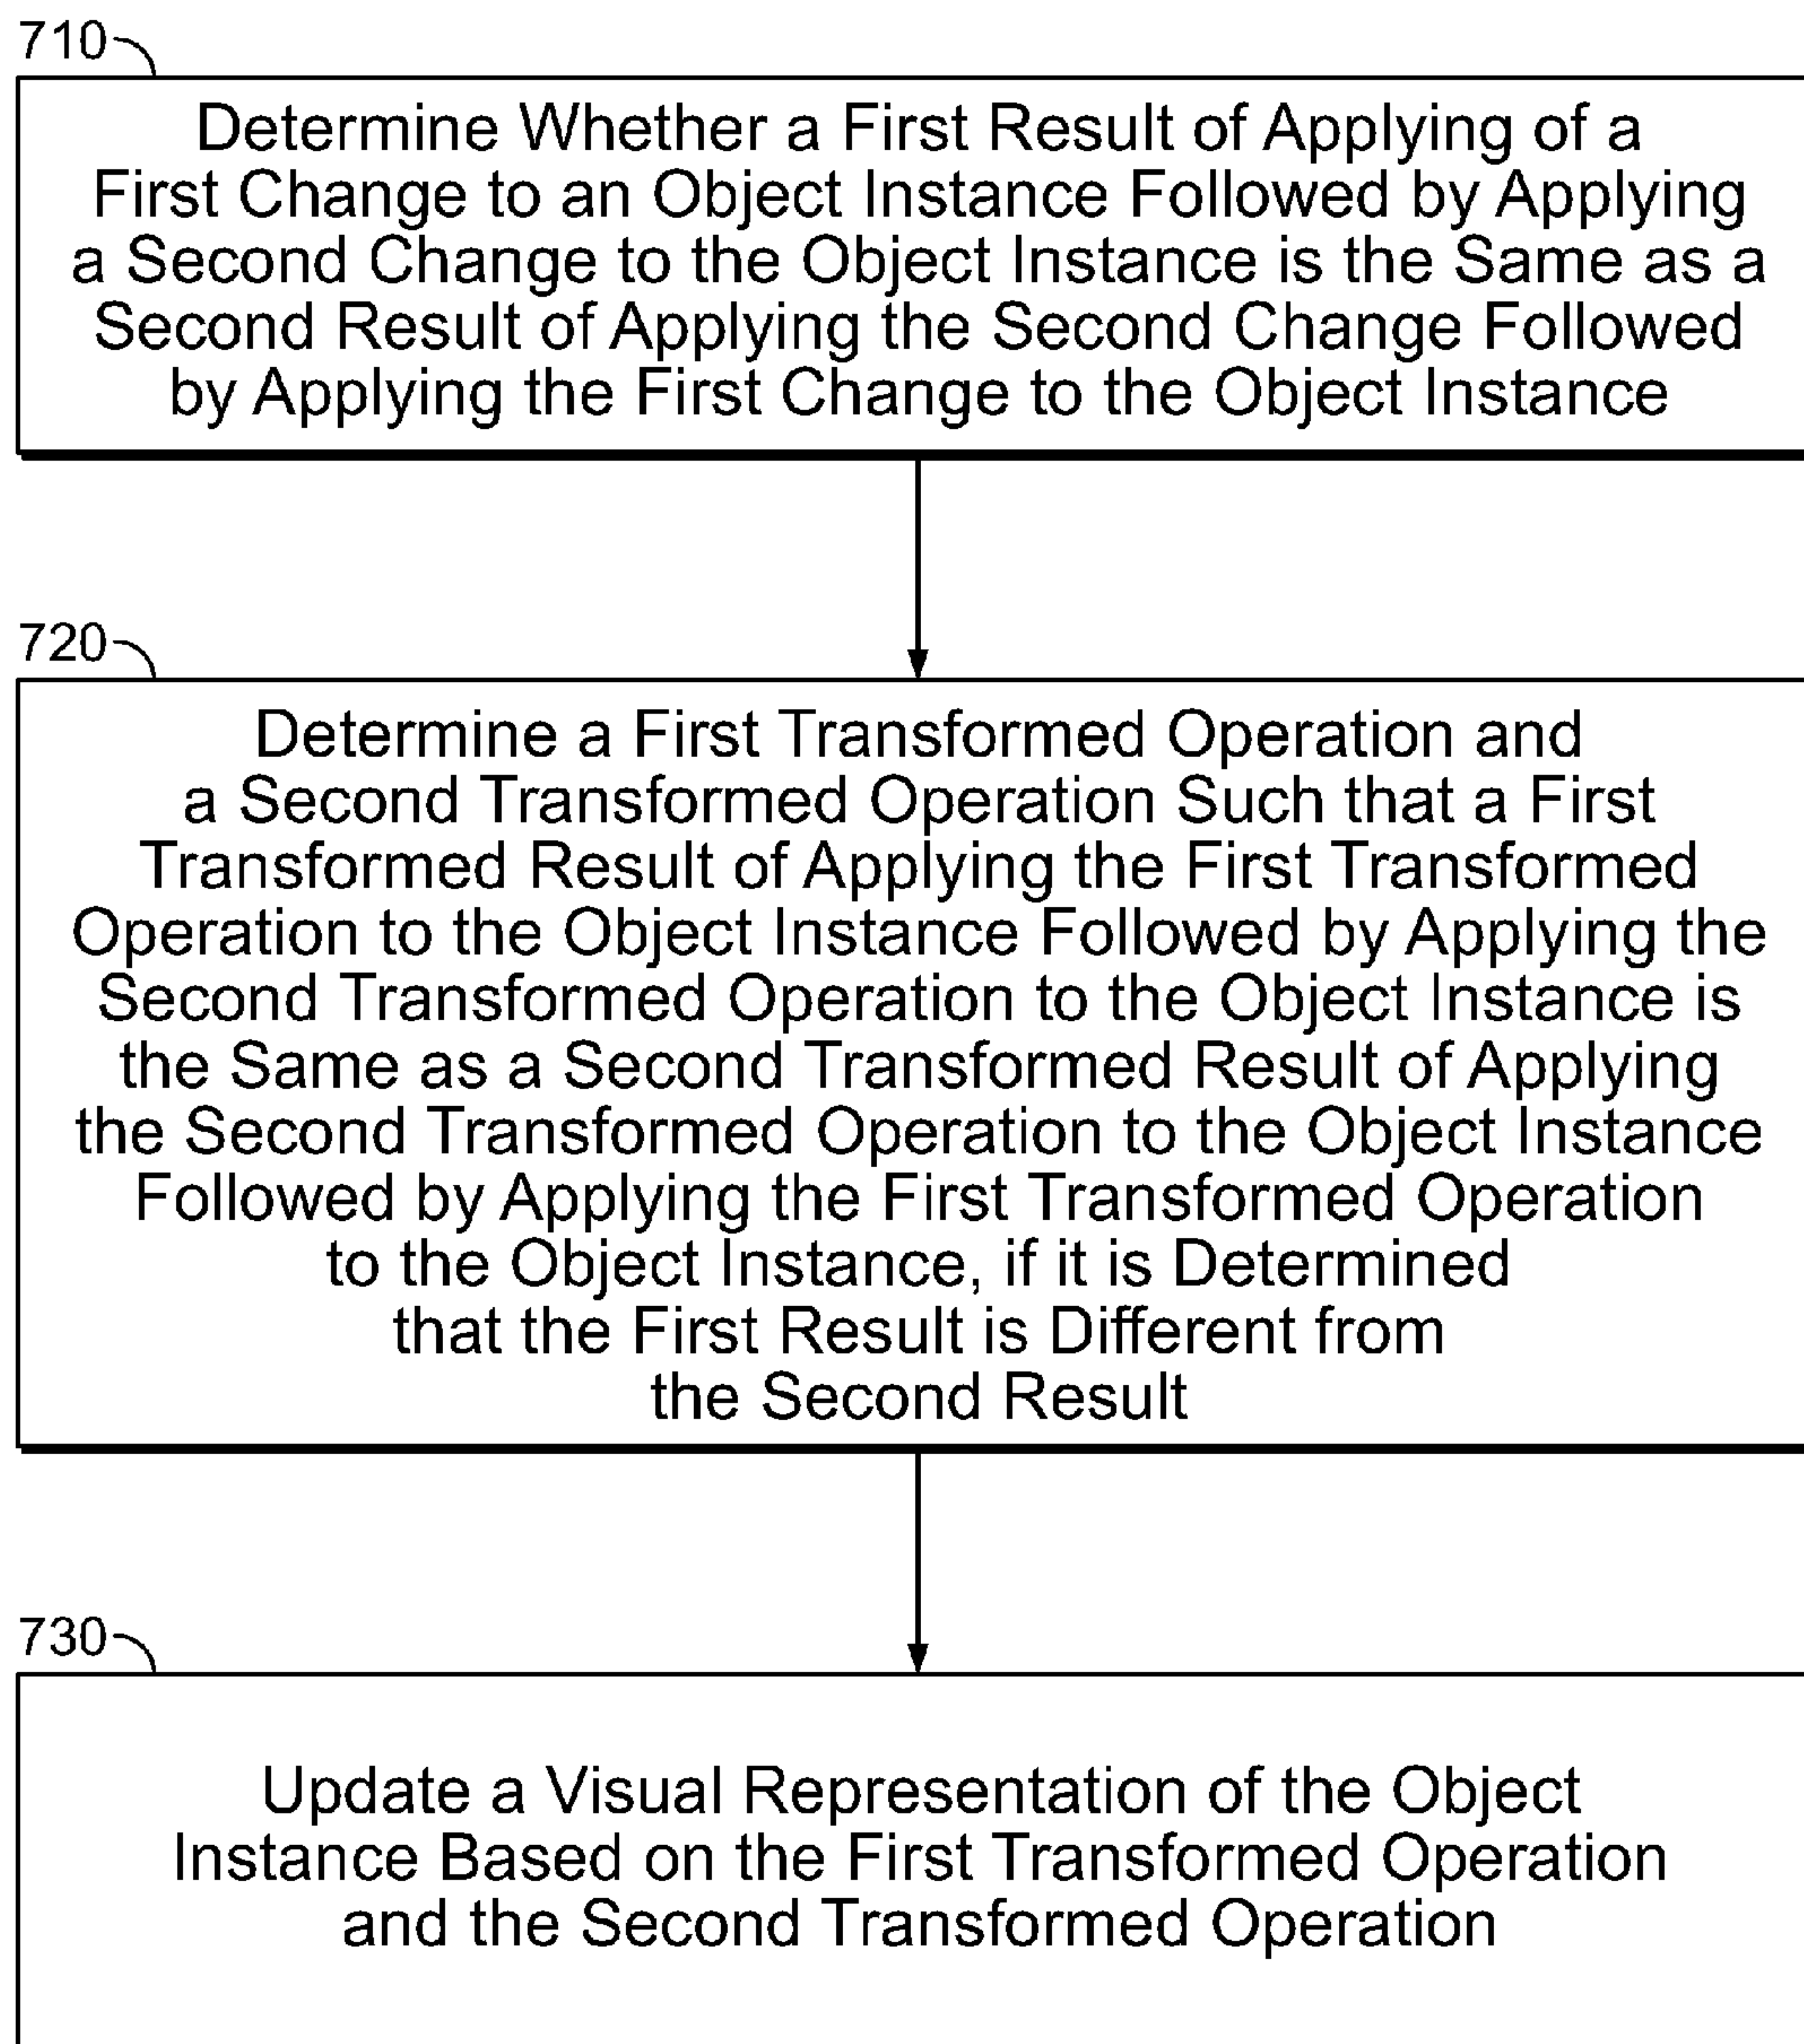 710
Determine Whether a First Result of Applying of a
First Change to an Object Instance Followed by Applying
a Second Change to the Object Instance is the Same as a
Second Result of Applying the Second Change Followed
by Applying the First Change to the Object Instance
720
Determine a First Transformed Operation and
a Second Transformed Operation Such that a First
Transformed Result of Applying the First Transformed
Operation to the Object Instance Followed by Applying the
Second Transformed Operation to the Object Instance is
the Same as a Second Transformed Result of Applying
the Second Transformed Operation to the Object Instance
Followed by Applying the First Transformed Operation
to the Object Instance, if it is Determined
that the First Result is Different from
the Second Result
730
Update a Visual Representation of the Object
Instance Based on the First Transformed Operation
and the Second Transformed Operation